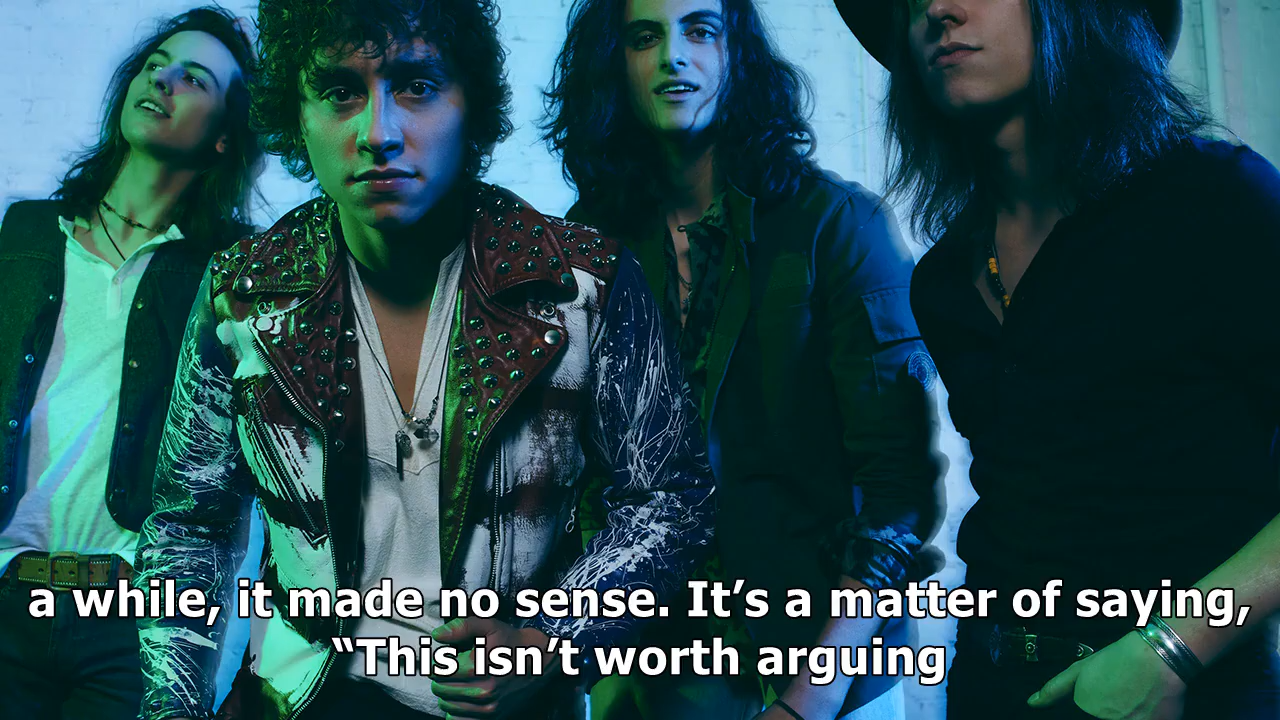 a while, it made no sense. It’s a matter of saying,
“This isn’t worth arguing